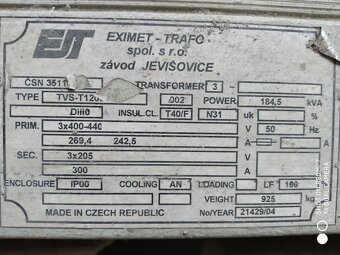 EJT EXIMET - TRAFO
spol. s r.o.
závod JEVIŠOVICE
ČSN 3511 TRANSFORMER 3 ~
TYPE TVS-T120 .002 POWER 184,5 kVA
DiH0 INSUL.CL. T40/F N31 uk %
PRIM. 3x400-440 V 50 Hz.
269,4 242,5 A A
SEC. 3x205 V
300 A
ENCLOSURE IP00 COOLING AN LOADING LF 180
WEIGHT 925 kg
MADE IN CZECH REPUBLIC No/YEAR 21429/04